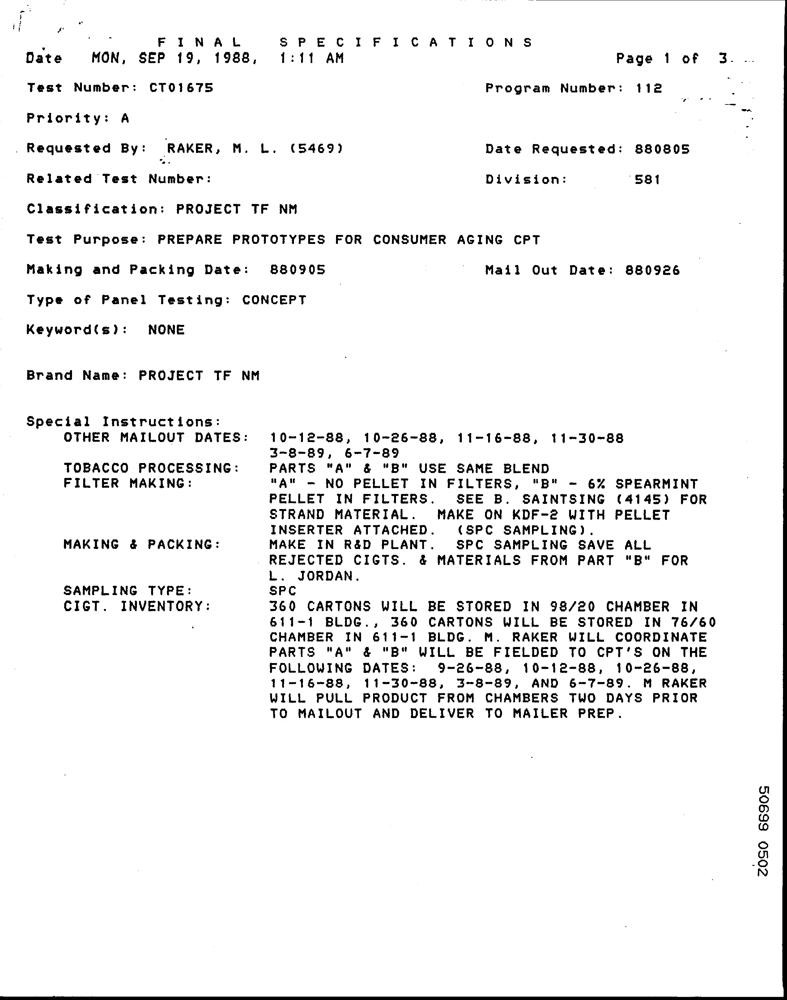 F I N A L   S P E C I F I C A T I O N S
Date   MON, SEP 19, 1988,  1:11 AM   Page 1 of  3
Test Number: CT01675   Program Number: 112
Priority: A
Requested By:  RAKER, M. L. (5469)   Date Requested: 880805
Related Test Number:   Division:   581
Classification: PROJECT TF NM
Test Purpose: PREPARE PROTOTYPES FOR CONSUMER AGING CPT
Making and Packing Date:  880905   Mail Out Date: 880926
Type of Panel Testing: CONCEPT
Keyword(s):  NONE
Brand Name: PROJECT TF NM
Special Instructions:
OTHER MAILOUT DATES:  10-12-88, 10-26-88, 11-16-88, 11-30-88
3-8-89, 6-7-89
TOBACCO PROCESSING:   PARTS "A" & "B" USE SAME BLEND
FILTER MAKING:   "A" - NO PELLET IN FILTERS, "B" - 6% SPEARMINT
PELLET IN FILTERS.  SEE B. SAINTSING (4145) FOR
STRAND MATERIAL.  MAKE ON KDF-2 WITH PELLET
INSERTER ATTACHED.  (SPC SAMPLING).
MAKING & PACKING:   MAKE IN R&D PLANT.  SPC SAMPLING SAVE ALL
REJECTED CIGTS. & MATERIALS FROM PART "B" FOR
L. JORDAN.
SAMPLING TYPE:   SPC
CIGT. INVENTORY:   360 CARTONS WILL BE STORED IN 98/20 CHAMBER IN
611-1 BLDG., 360 CARTONS WILL BE STORED IN 76/60
CHAMBER IN 611-1 BLDG. M. RAKER WILL COORDINATE
PARTS "A" & "B" WILL BE FIELDED TO CPT'S ON THE
FOLLOWING DATES:  9-26-88, 10-12-88, 10-26-88,
11-16-88, 11-30-88, 3-8-89, AND 6-7-89. M RAKER
WILL PULL PRODUCT FROM CHAMBERS TWO DAYS PRIOR
TO MAILOUT AND DELIVER TO MAILER PREP.
50699 0502